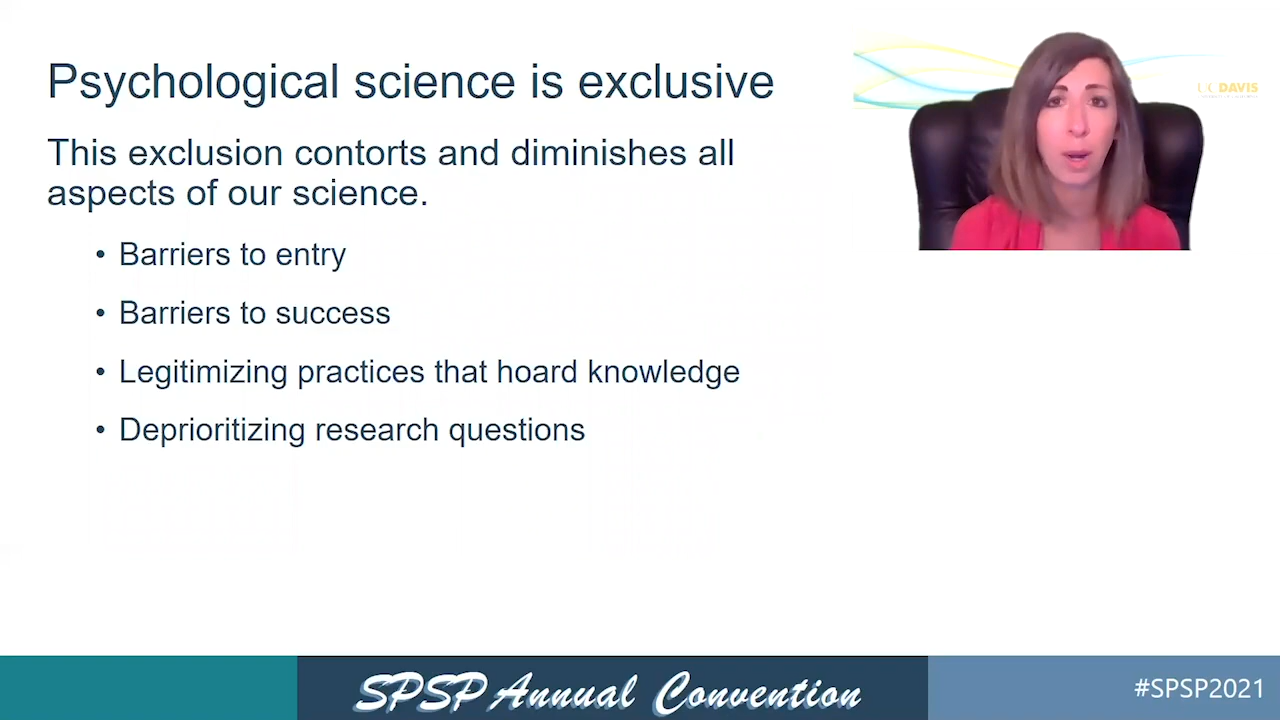 Psychological science is exclusive
This exclusion contorts and diminishes all
aspects of our science.
• Barriers to entry
• Barriers to success
• Legitimizing practices that hoard knowledge
• Deprioritizing research questions
UC DAVIS
SPSP Annual Convention
#SPSP2021